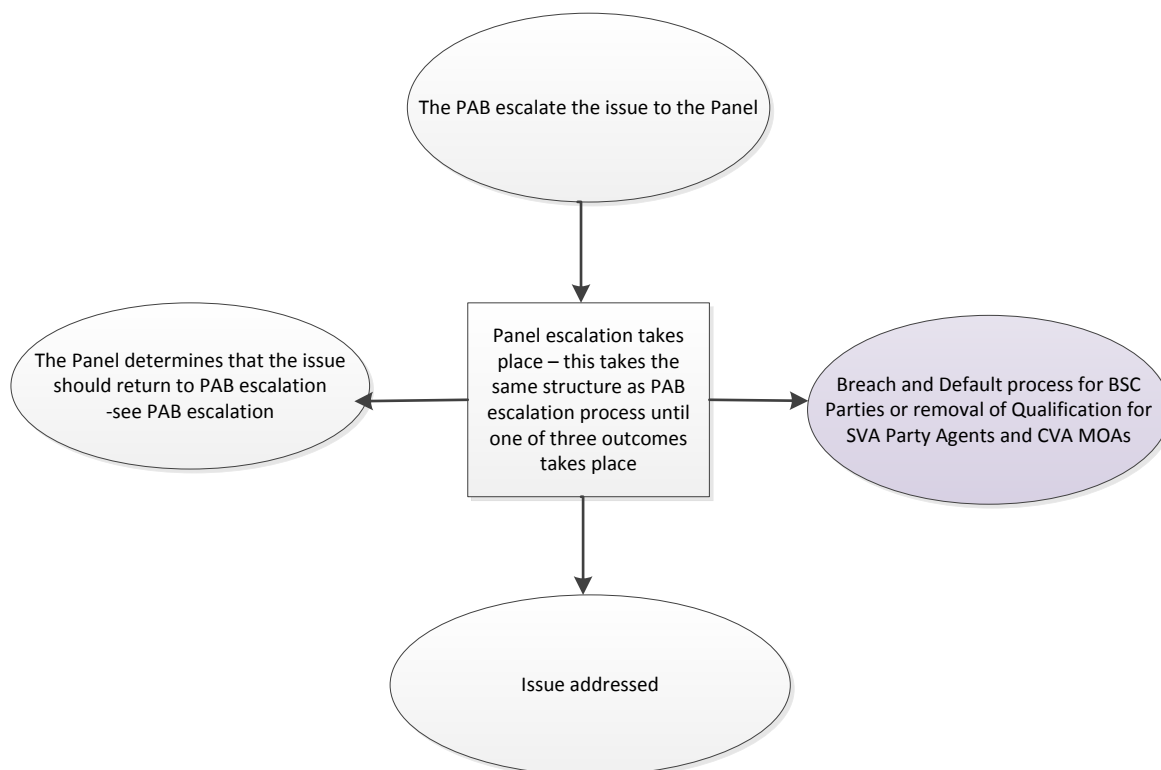 The PAB escalate the issue to the Panel
The Panel determines that the issue
should return to PAB escalation
-see PAB escalation
Panel escalation takes
place – this takes the
same structure as PAB
escalation process until
one of three outcomes
takes place
Breach and Default process for BSC
Parties or removal of Qualification for
SVA Party Agents and CVA MOAs
Issue addressed